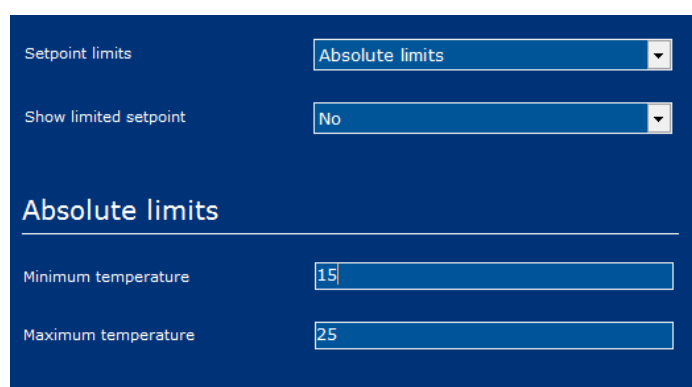 Setpoint limits Absolute limits
Show limited setpoint No
Absolute limits
Minimum temperature 15
Maximum temperature 25